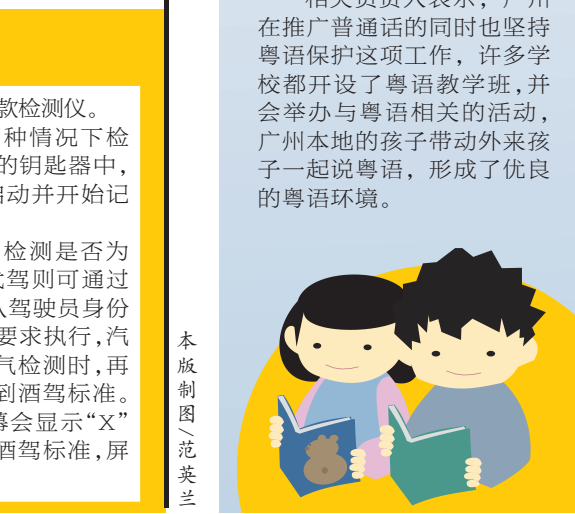 款检测仪。
种情况下检
的钥匙器中，
启动并开始记
检测是否为
代驾则可通过
入驾驶员身份
要求执行，汽
气检测时，再
到酒驾标准。
幕会显示“X”
酒驾标准，屏
本版制图/范英兰
相关负责人表示，广州
在推广普通话的同时也坚持
粤语保护这项工作，许多学
校都开设了粤语教学班，并
会举办与粤语相关的活动，
广州本地的孩子带动外来孩
子一起说粤语，形成了优良
的粤语环境。